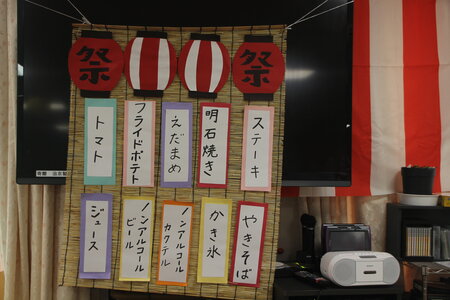 祭
祭
ステーキ
明石焼き
えだまめ
フライドポテト
トマト
やきそば
かき氷
ノンアルコール
カクテル
ノンアルコール
ビール
ジュース